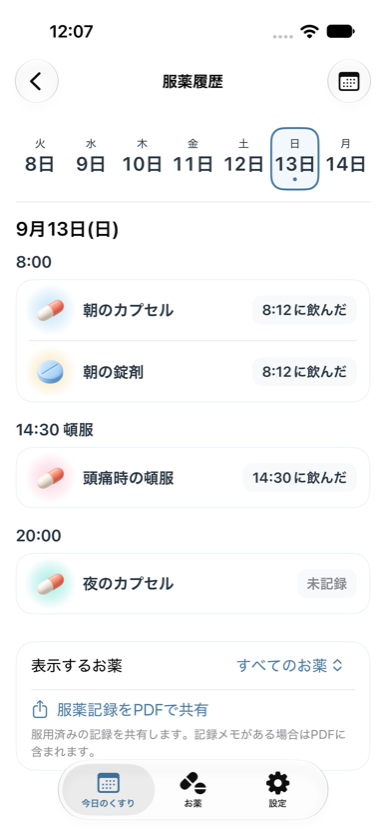 12:07
服薬履歴
火 水 木 金 土 日 月
8日 9日 10日 11日 12日 13日 14日
9月13日(日)
8:00
朝のカプセル 8:12に飲んだ
朝の錠剤 8:12に飲んだ
14:30 頓服
頭痛時の頓服 14:30に飲んだ
20:00
夜のカプセル 未記録
表示するお薬 すべてのお薬
服薬記録をPDFで共有
服用済みの記録を共有します。記録メモがある場合はPDFに
含まれます。
今日のくすり お薬 設定